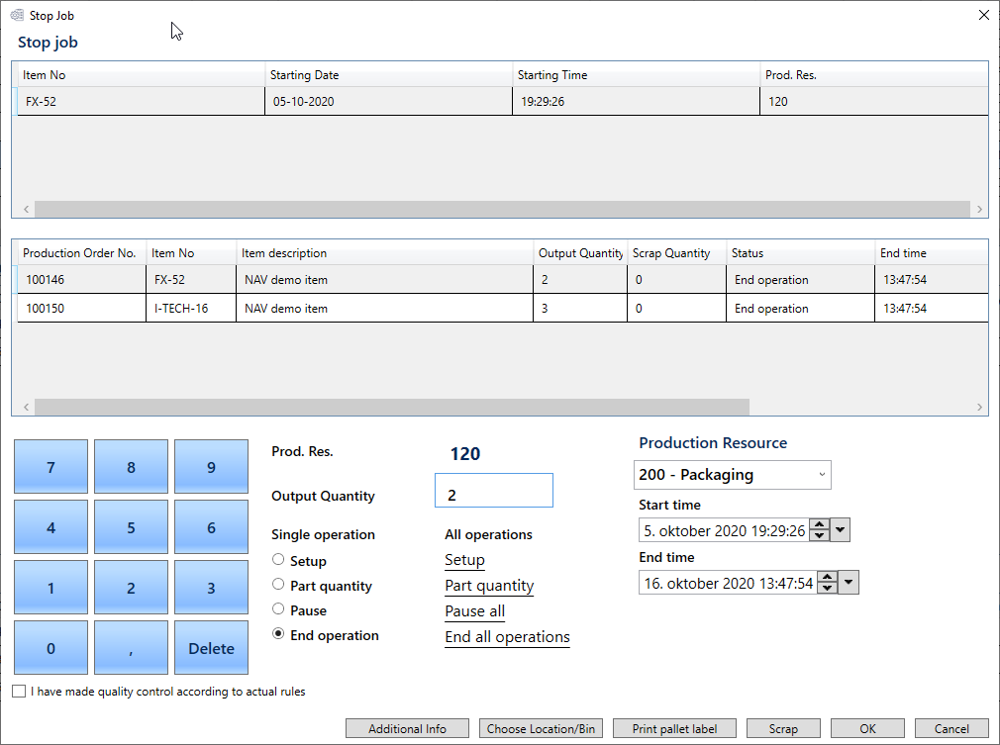 Stop Job
Stop job
Item No Starting Date Starting Time Prod. Res.
FX-52 05-10-2020 19:29:26 120
Production Order No. Item No Item description Output Quantity Scrap Quantity Status End time
100146 FX-52 NAV demo item 2 0 End operation 13:47:54
100150 I-TECH-16 NAV demo item 3 0 End operation 13:47:54
7 8 9
4 5 6
1 2 3
0 , Delete
Prod. Res. 120
Output Quantity 2
Single operation
Setup
Part quantity
Pause
End operation
All operations
Setup
Part quantity
Pause all
End all operations
Production Resource
200 - Packaging
Start time
5. oktober 2020 19:29:26
End time
16. oktober 2020 13:47:54
I have made quality control according to actual rules
Additional Info Choose Location/Bin Print pallet label Scrap OK Cancel